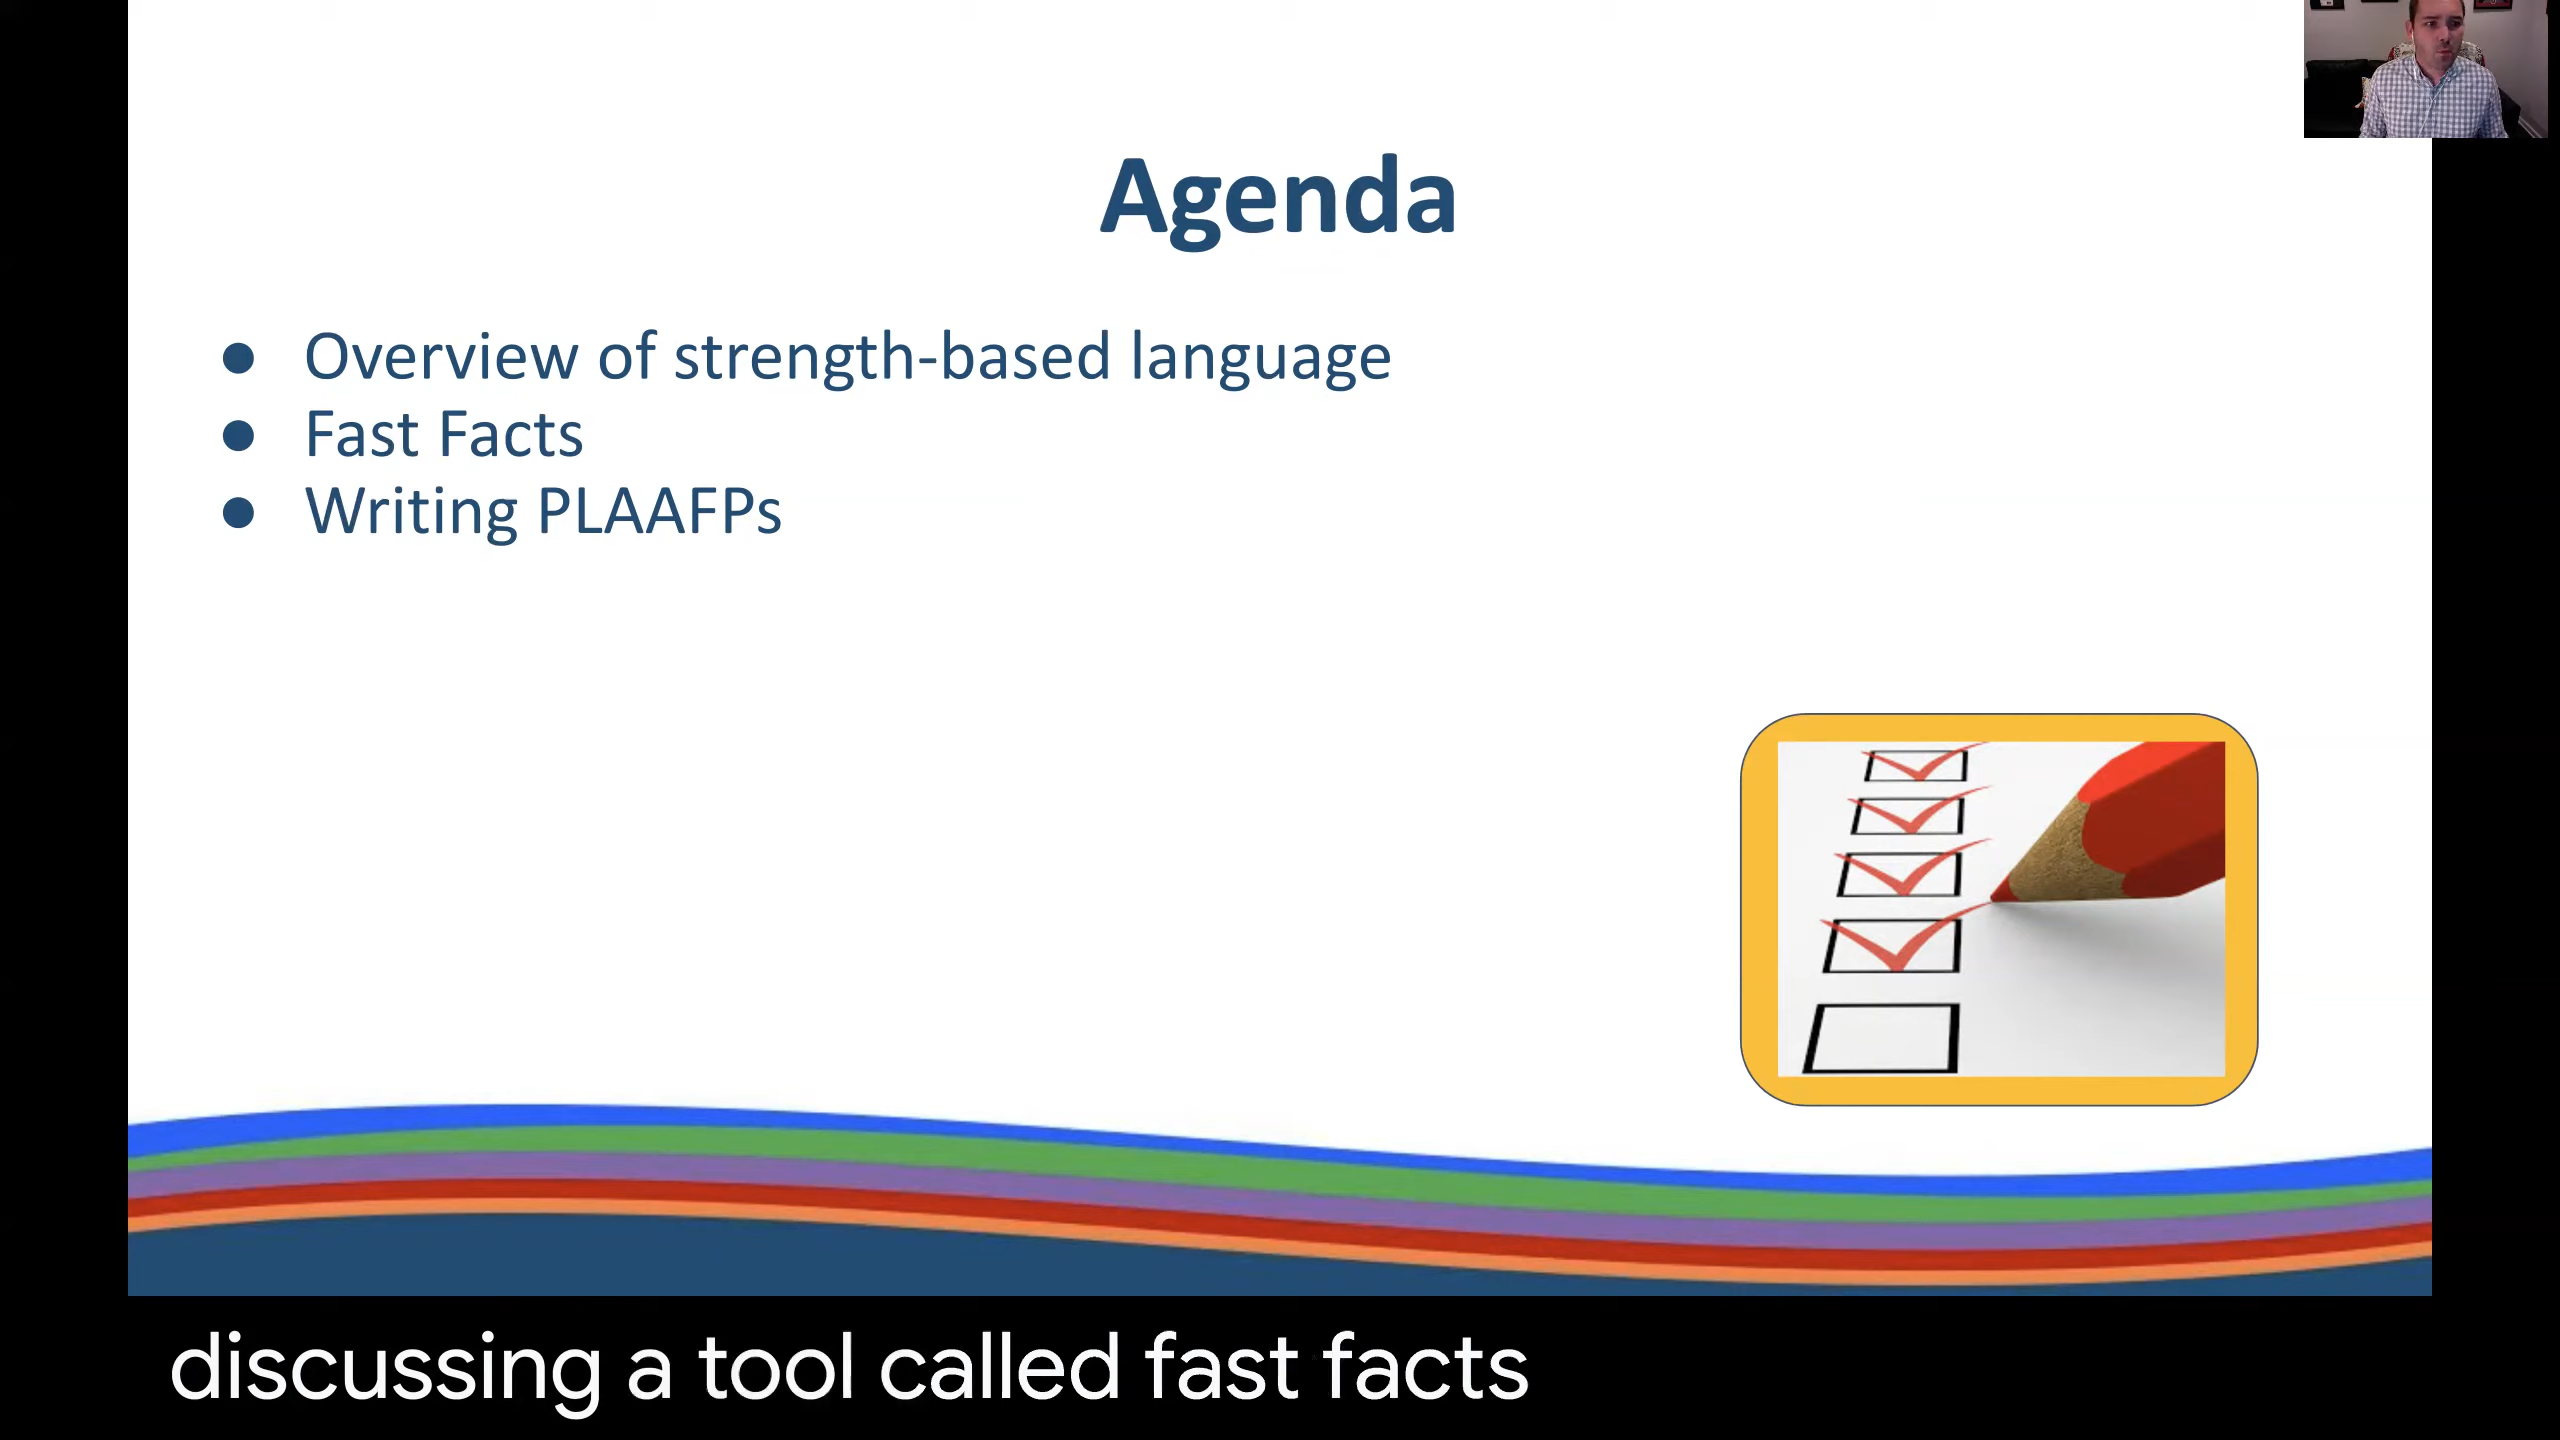 Agenda
● Overview of strength-based language
● Fast Facts
● Writing PLAAFPs
discussing a tool called fast facts